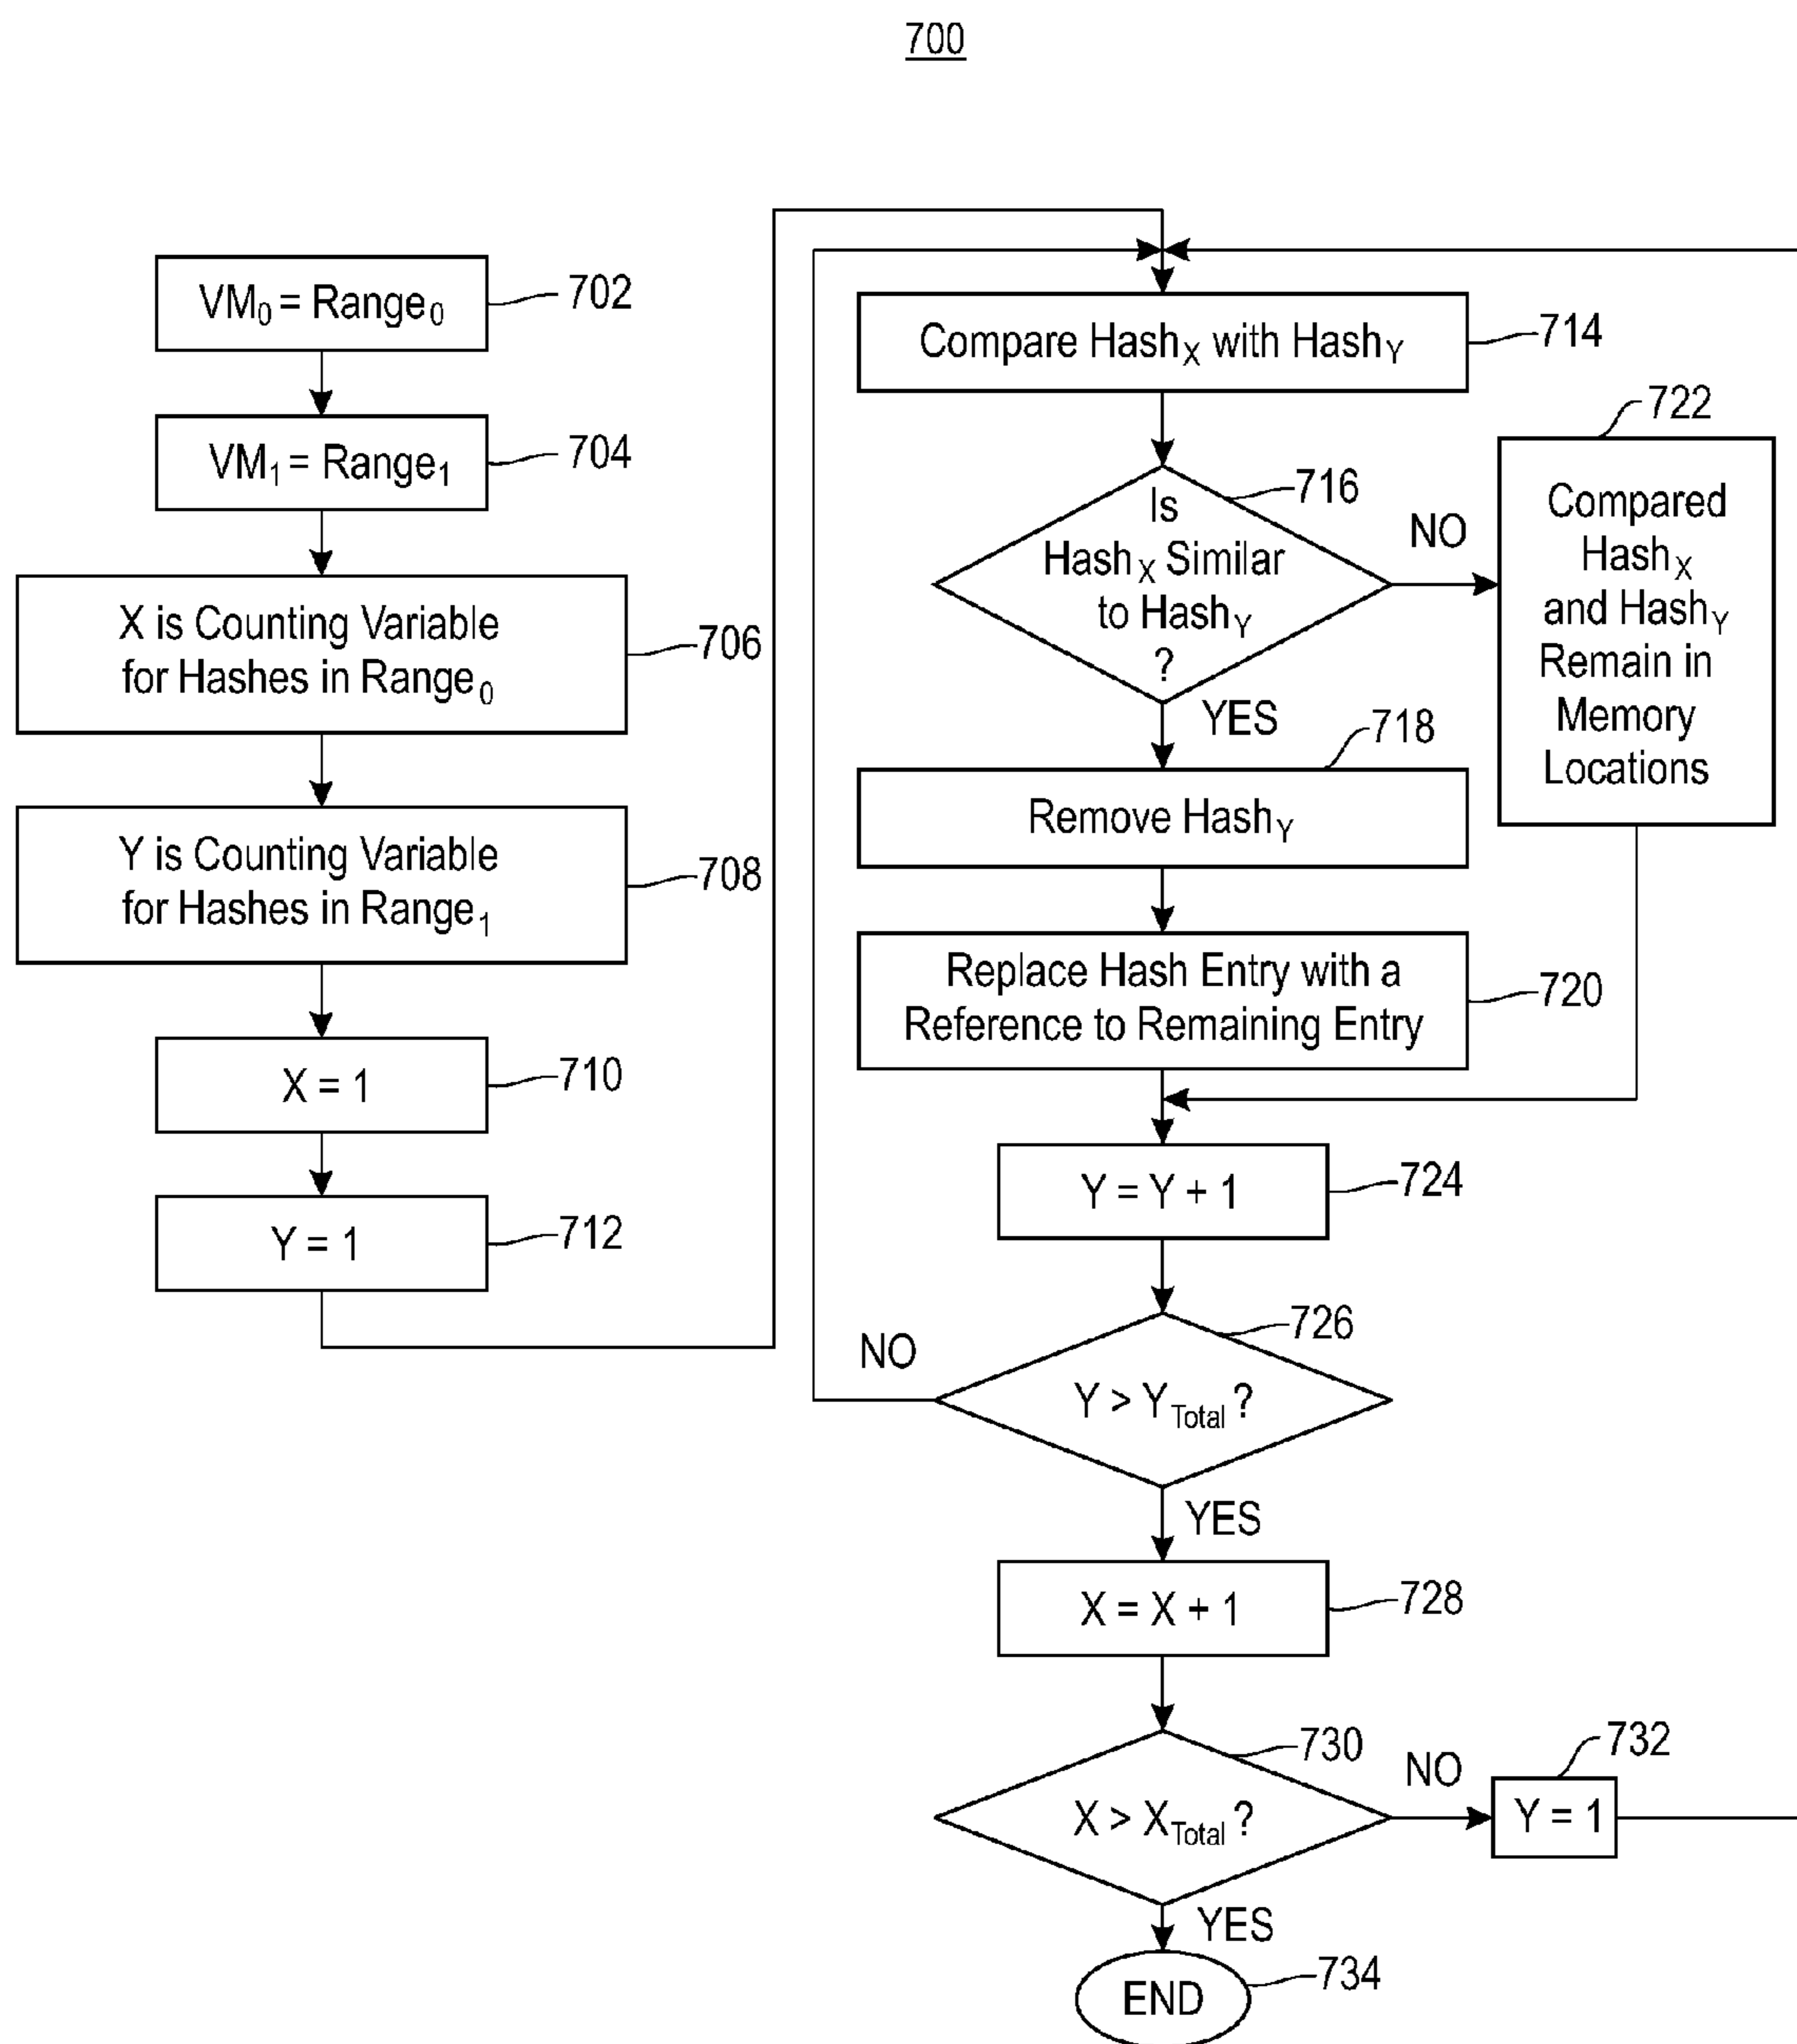 700
VM0 = Range0
702
VM1 = Range1
704
X is Counting Variable
for Hashes in Range0
706
Y is Counting Variable
for Hashes in Range1
708
X = 1
710
Y = 1
712
Compare HashX with HashY
714
Is
HashX Similar
to HashY
?
716
NO
YES
722
Compared
HashX
and HashY
Remain in
Memory
Locations
718
Remove HashY
Replace Hash Entry with a
Reference to Remaining Entry
720
Y = Y + 1
724
726
NO
Y > YTotal ?
YES
X = X + 1
728
730
X > XTotal ?
NO
732
Y = 1
YES
END
734